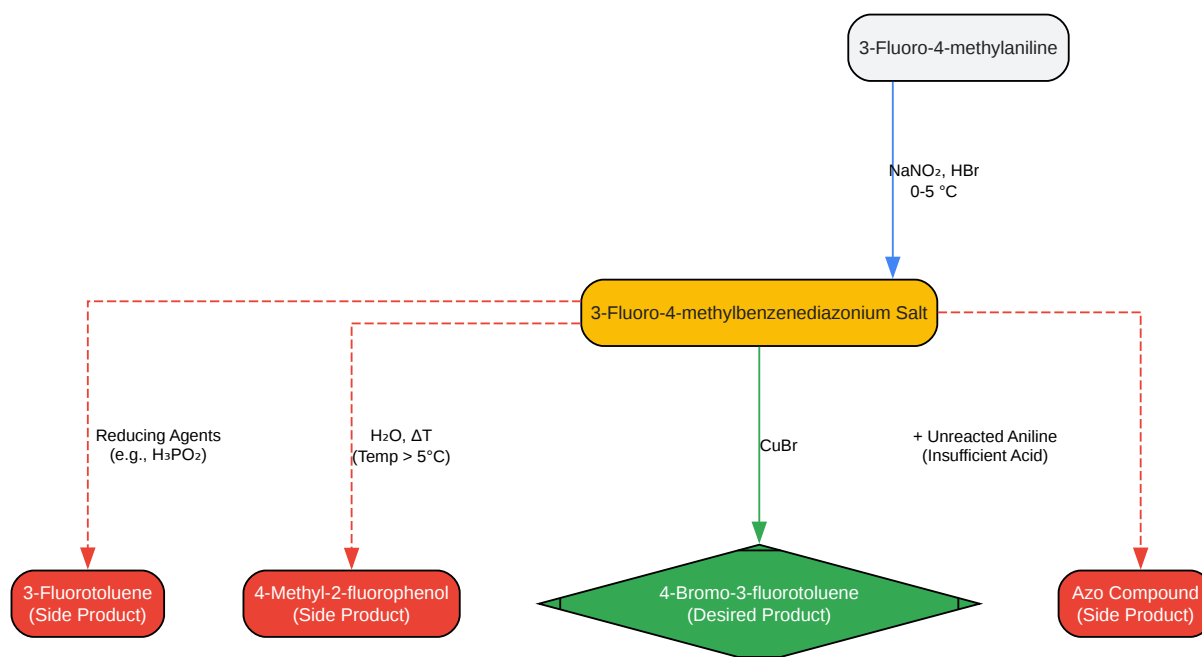 3-Fluoro-4-methylaniline
NaNO₂, HBr
0-5 °C
3-Fluoro-4-methylbenzenediazonium Salt
Reducing Agents
(e.g., H₃PO₂)
H₂O, ΔT
(Temp > 5°C)
CuBr
+ Unreacted Aniline
(Insufficient Acid)
3-Fluorotoluene
(Side Product)
4-Methyl-2-fluorophenol
(Side Product)
4-Bromo-3-fluorotoluene
(Desired Product)
Azo Compound
(Side Product)